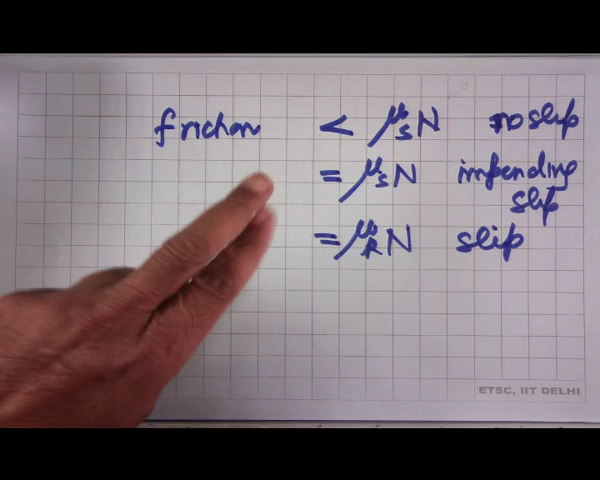 friction < μsN no slip
= μsN impending
slip
= μkN slip
ETSC, IIT DELHI